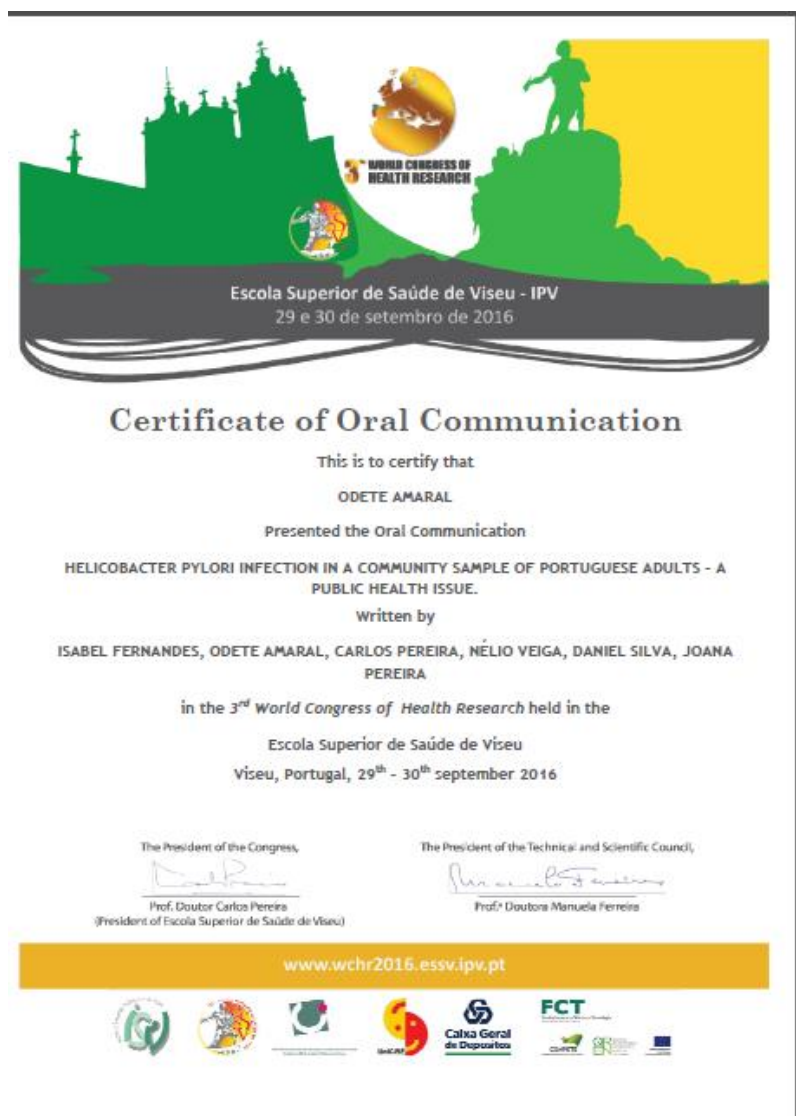 3rd WORLD CONGRESS OF
HEALTH RESEARCH
Escola Superior de Saúde de Viseu - IPV
29 e 30 de setembro de 2016
Certificate of Oral Communication
This is to certify that
ODETE AMARAL
Presented the Oral Communication
HELICOBACTER PYLORI INFECTION IN A COMMUNITY SAMPLE OF PORTUGUESE ADULTS – A
PUBLIC HEALTH ISSUE.
Written by
ISABEL FERNANDES, ODETE AMARAL, CARLOS PEREIRA, NÉLIO VEIGA, DANIEL SILVA, JOANA
PEREIRA
in the 3rd World Congress of Health Research held in the
Escola Superior de Saúde de Viseu
Viseu, Portugal, 29th – 30th september 2016
The President of the Congress,
The President of the Technical and Scientific Council,
Prof. Doutor Carlos Pereira
(President of Escola Superior de Saúde de Viseu)
Prof.ª Doutora Manuela Ferreira
www.wchr2016.essv.ipv.pt
Caixa Geral
de Depositos
FCT
COMPETE